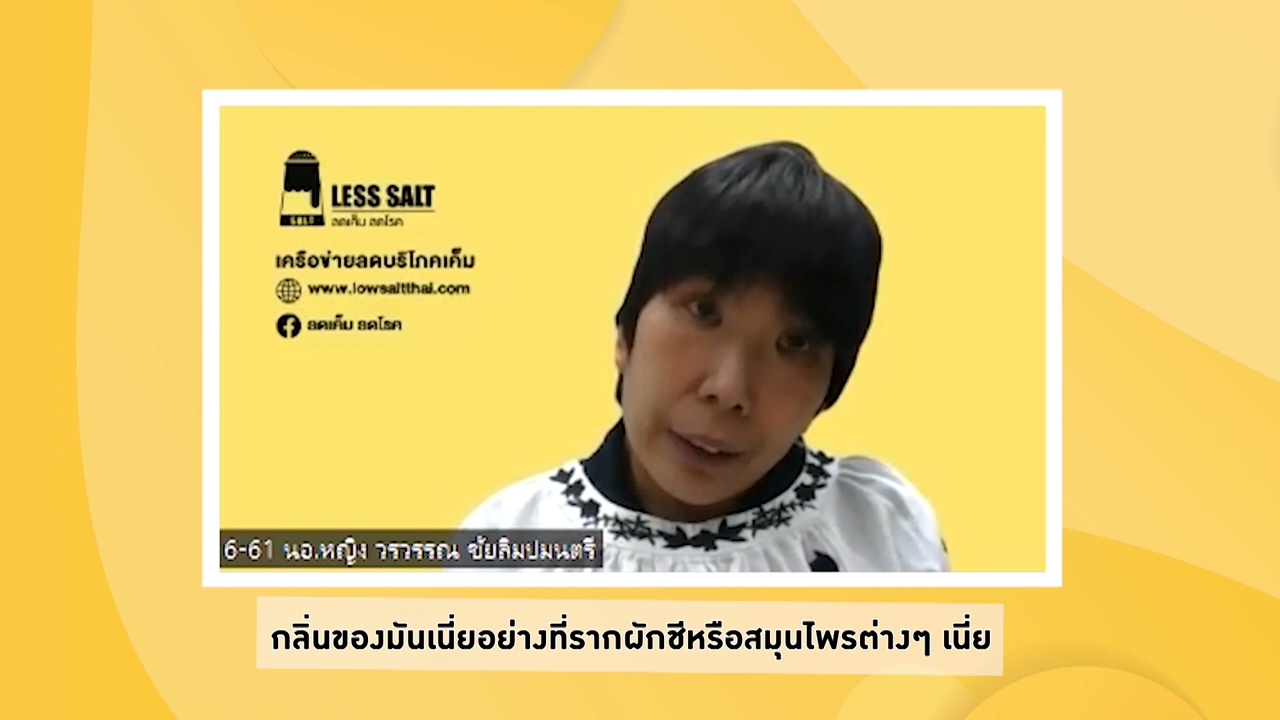 LESS SALT
SALT
ลดเค็ม ลดโรค
เครือข่ายลดบริโภคเค็ม
www.lowsaltthai.com
ลดเค็ม ลดโรค
6-61 นอ.หญิง วรวรรณ ชัยลิมปมนตรี
กลิ่นของมันเนี่ยอย่างที่รากผักชีหรือสมุนไพรต่างๆ เนี่ย